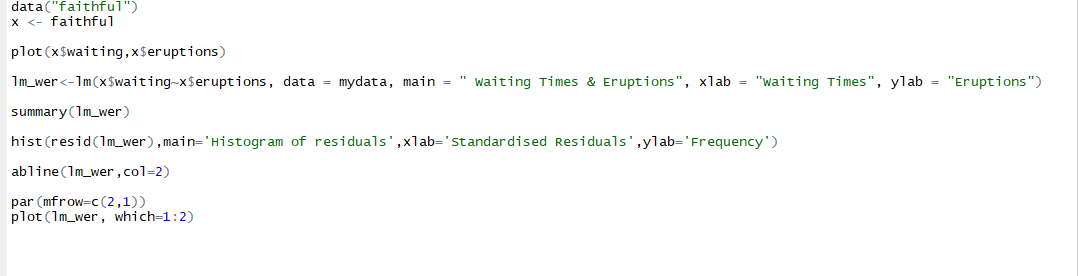 data("faithful")
x <- faithful
plot(x$waiting,x$eruptions)
lm_wer<-lm(x$waiting~x$eruptions, data = mydata, main = " Waiting Times & Eruptions", xlab = "Waiting Times", ylab = "Eruptions")
summary(lm_wer)
hist(resid(lm_wer),main='Histogram of residuals',xlab='Standardised Residuals',ylab='Frequency')
abline(lm_wer,col=2)
par(mfrow=c(2,1))
plot(lm_wer, which=1:2)